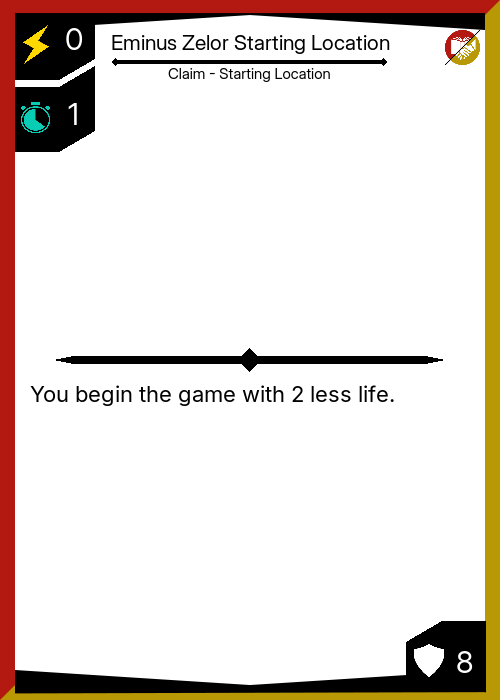 0
Eminus Zelor Starting Location
Claim - Starting Location
1
You begin the game with 2 less life.
8